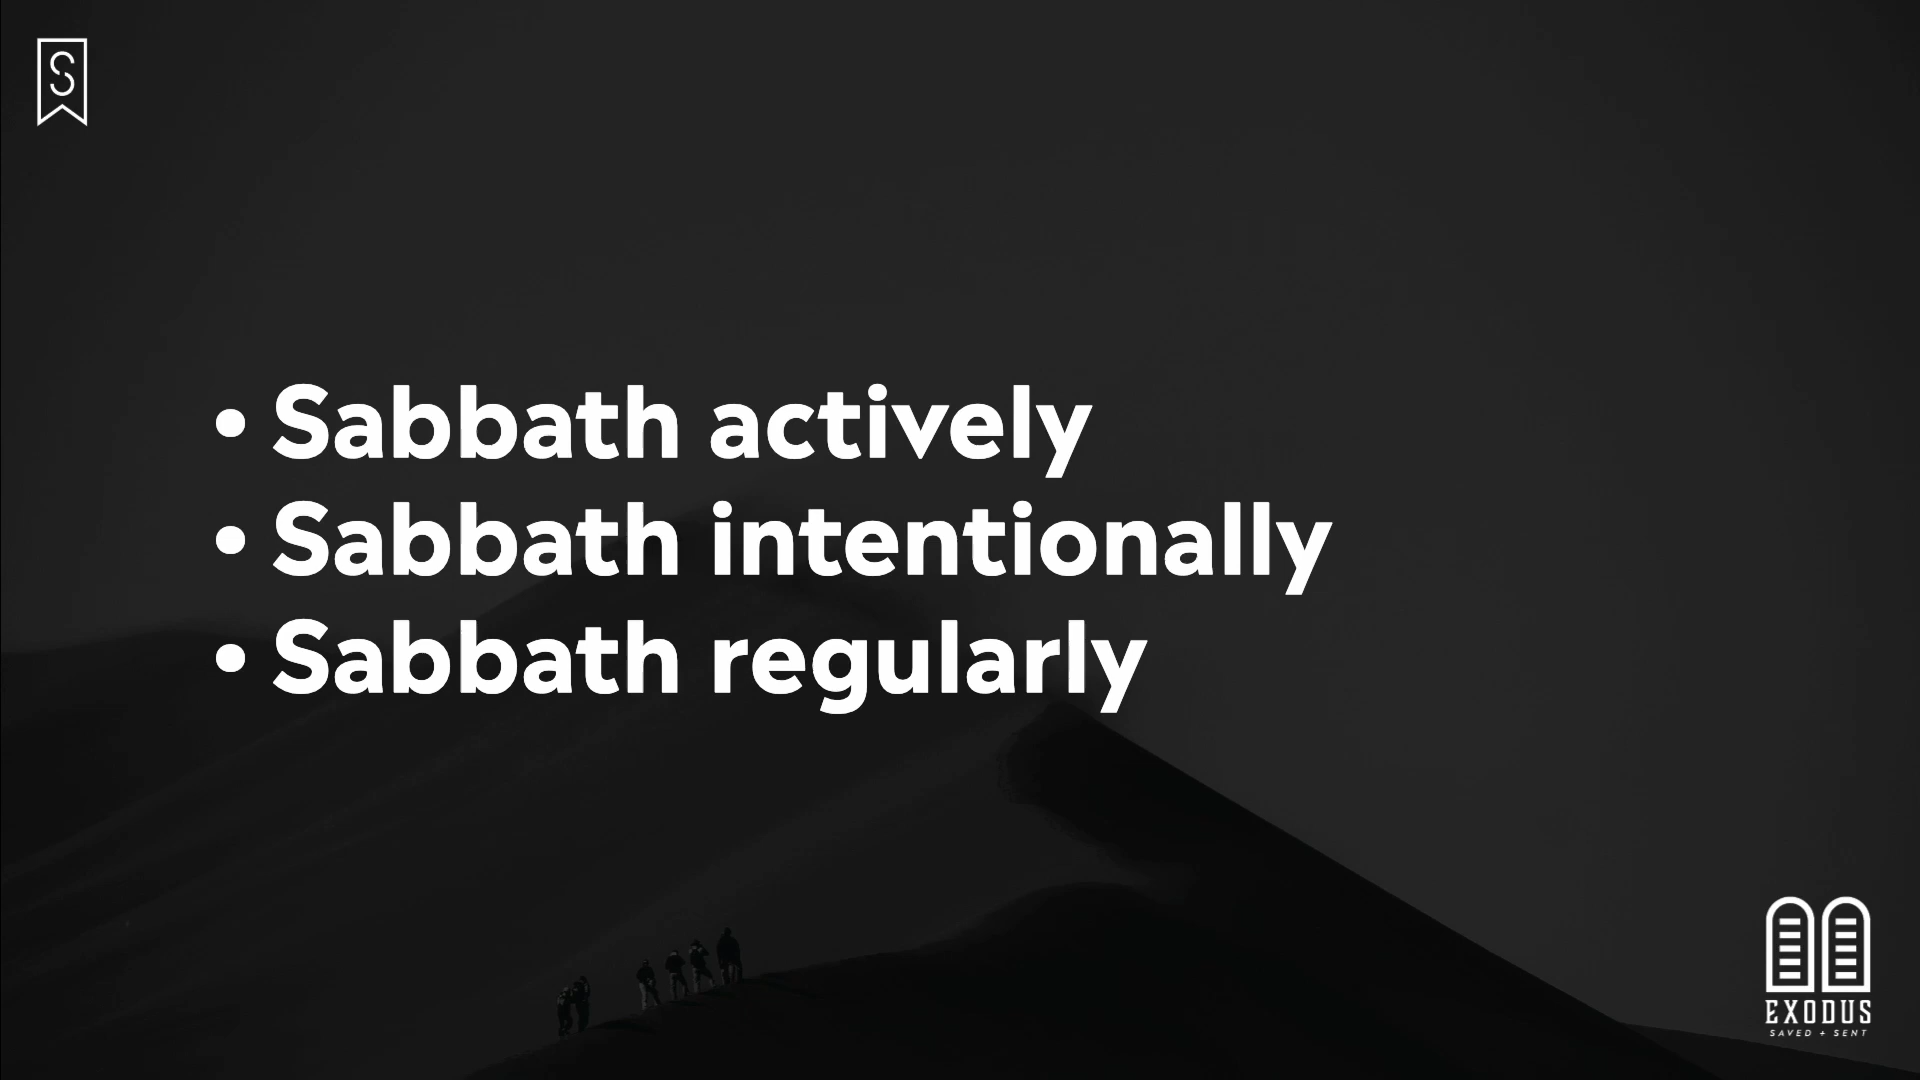 S
• Sabbath actively
• Sabbath intentionally
• Sabbath regularly
EXODUS
SAVED + SENT